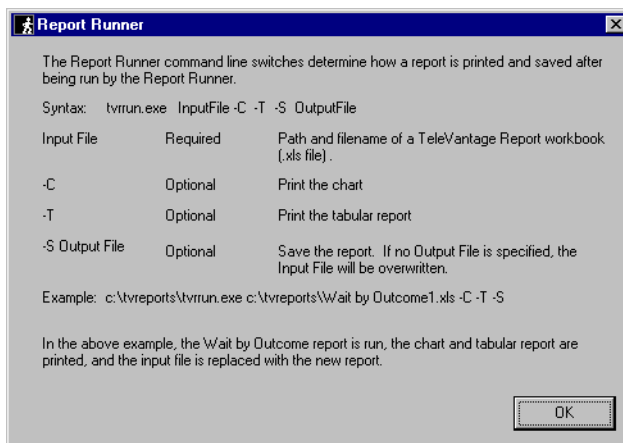 Report Runner
The Report Runner command line switches determine how a report is printed and saved after
being run by the Report Runner.
Syntax: tvrrun.exe InputFile -C -T -S OutputFile
Input File Required Path and filename of a TeleVantage Report workbook
(.xls file) .
-C Optional Print the chart
-T Optional Print the tabular report
-S Output File Optional Save the report. If no Output File is specified, the
Input File will be overwritten.
Example: c:\tvreports\tvrrun.exe c:\tvreports\Wait by Outcome1.xls -C -T -S
In the above example, the Wait by Outcome report is run, the chart and tabular report are
printed, and the input file is replaced with the new report.
OK